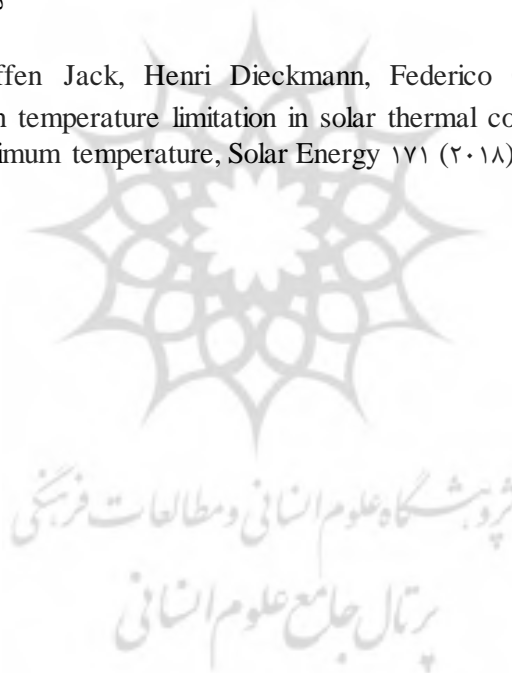 ffen Jack, Henri Dieckmann, Federico
n temperature limitation in solar thermal co
imum temperature, Solar Energy ۱۷۱ (۲۰۱۸)
پژوهشگاه علوم انسانی و مطالعات فرهنگی
پرتال جامع علوم انسانی